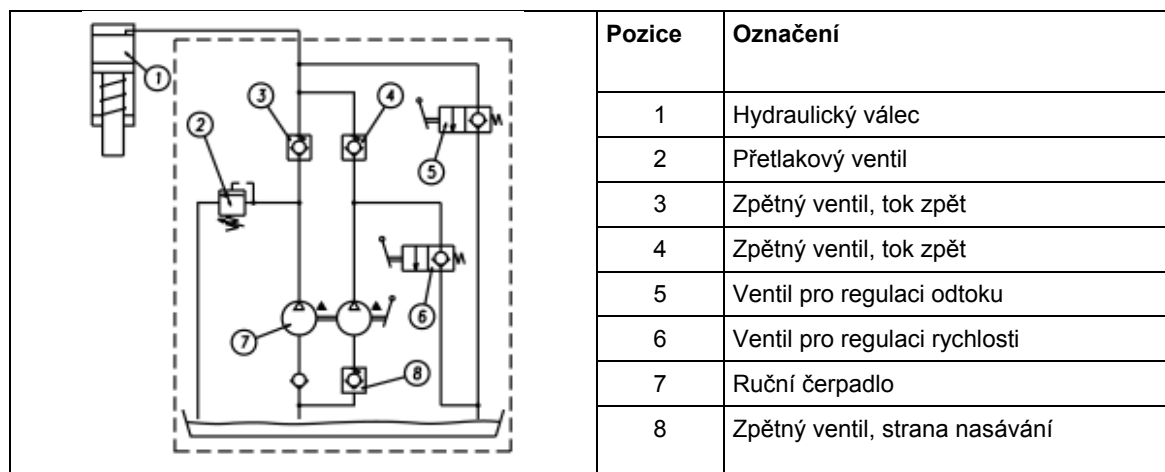 1
2
3
4
5
6
7
8
Pozice Označení
1 Hydraulický válec
2 Přetlakový ventil
3 Zpětný ventil, tok zpět
4 Zpětný ventil, tok zpět
5 Ventil pro regulaci odtoku
6 Ventil pro regulaci rychlosti
7 Ruční čerpadlo
8 Zpětný ventil, strana nasávání